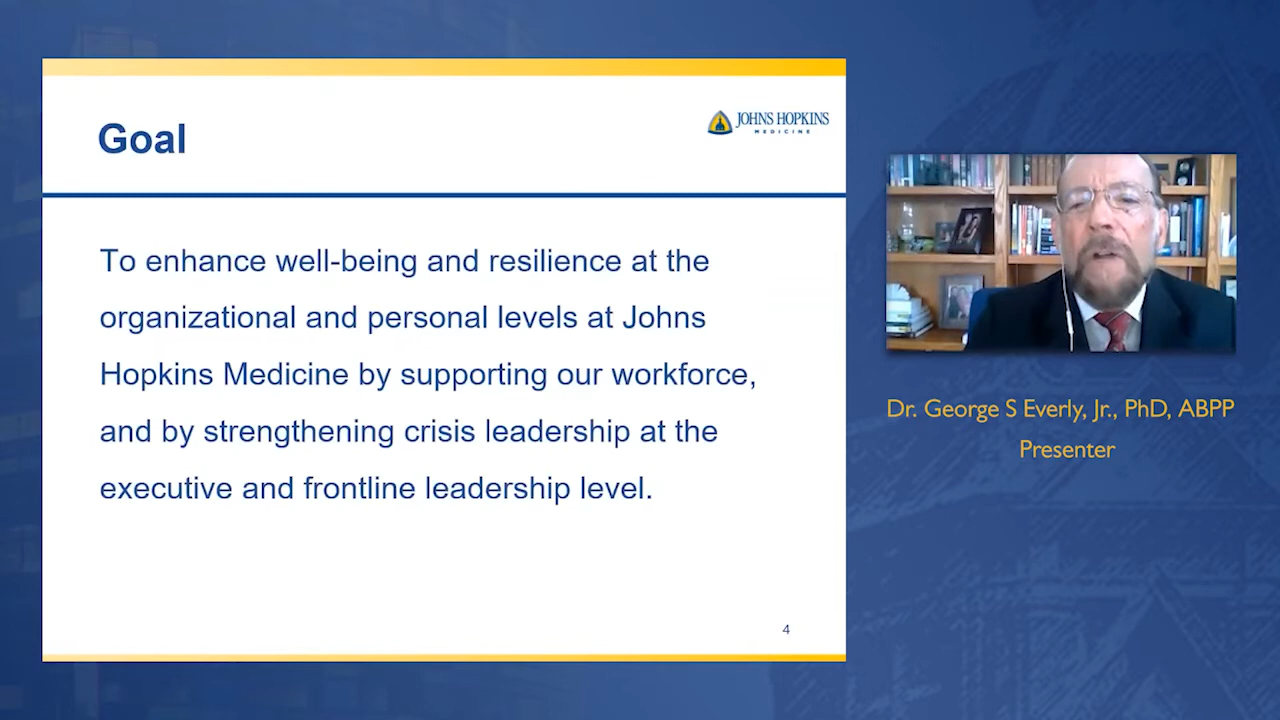 Goal
JOHNS HOPKINS
MEDICINE
To enhance well-being and resilience at the
organizational and personal levels at Johns
Hopkins Medicine by supporting our workforce,
and by strengthening crisis leadership at the
executive and frontline leadership level.
4
Dr. George S Everly, Jr., PhD, ABPP
Presenter